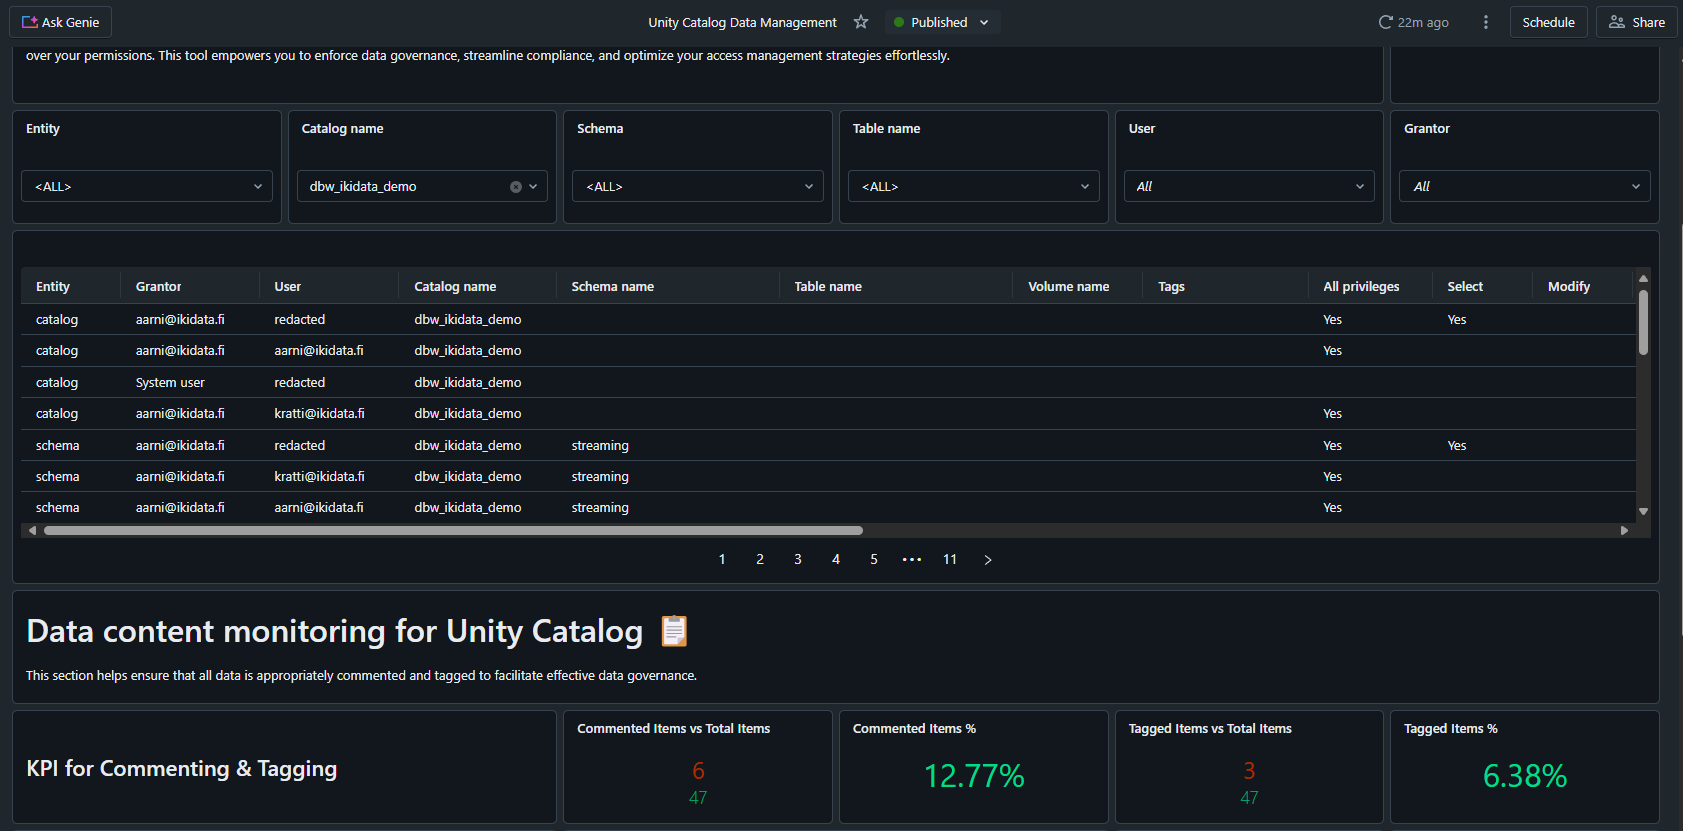 Ask Genie
Unity Catalog Data Management
Published
22m ago
Schedule
Share
over your permissions. This tool empowers you to enforce data governance, streamline compliance, and optimize your access management strategies effortlessly.
Entity
Catalog name
Schema
Table name
User
Grantor
<ALL>
dbw_ikidata_demo
<ALL>
<ALL>
All
All
Entity Grantor User Catalog name Schema name Table name Volume name Tags All privileges Select Modify
catalog aarni@ikidata.fi redacted dbw_ikidata_demo Yes Yes
catalog aarni@ikidata.fi aarni@ikidata.fi dbw_ikidata_demo Yes
catalog System user redacted dbw_ikidata_demo
catalog aarni@ikidata.fi kratti@ikidata.fi dbw_ikidata_demo Yes
schema aarni@ikidata.fi redacted dbw_ikidata_demo streaming Yes Yes
schema aarni@ikidata.fi kratti@ikidata.fi dbw_ikidata_demo streaming Yes
schema aarni@ikidata.fi aarni@ikidata.fi dbw_ikidata_demo streaming Yes
1 2 3 4 5 ••• 11 >
Data content monitoring for Unity Catalog 📋
This section helps ensure that all data is appropriately commented and tagged to facilitate effective data governance.
KPI for Commenting & Tagging
Commented Items vs Total Items
6
47
Commented Items %
12.77%
Tagged Items vs Total Items
3
47
Tagged Items %
6.38%